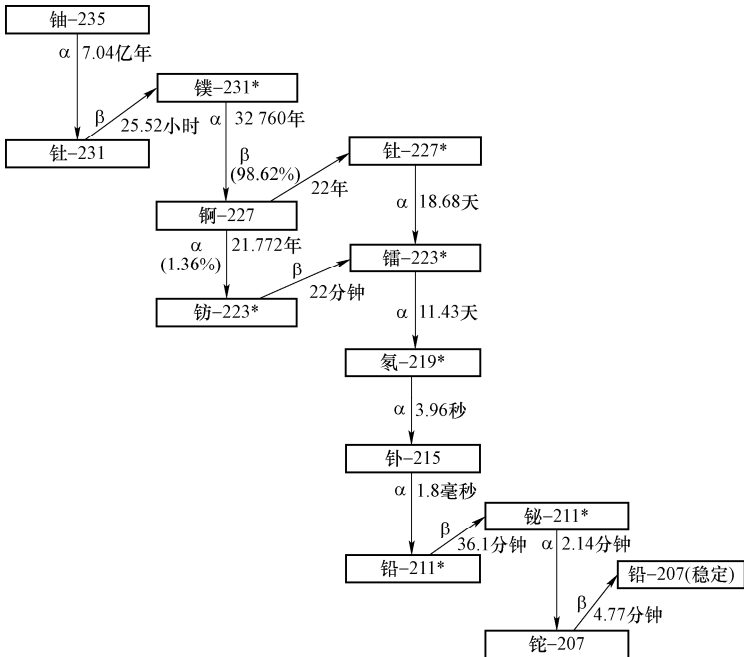 铀–235
α 7.04亿年
镤–231*
β
25.52小时
α 32 760年
钍–231
β
(98.62%)
钍–227*
22年
锕–227
α 18.68天
α
(1.36%)
21.772年
β
镭–223*
22分钟
钫–223*
α 11.43天
氡–219*
α 3.96秒
钋–215
α 1.8毫秒
铋–211*
β
36.1分钟
α 2.14分钟
铅–211*
铅–207(稳定)
β
4.77分钟
铊–207